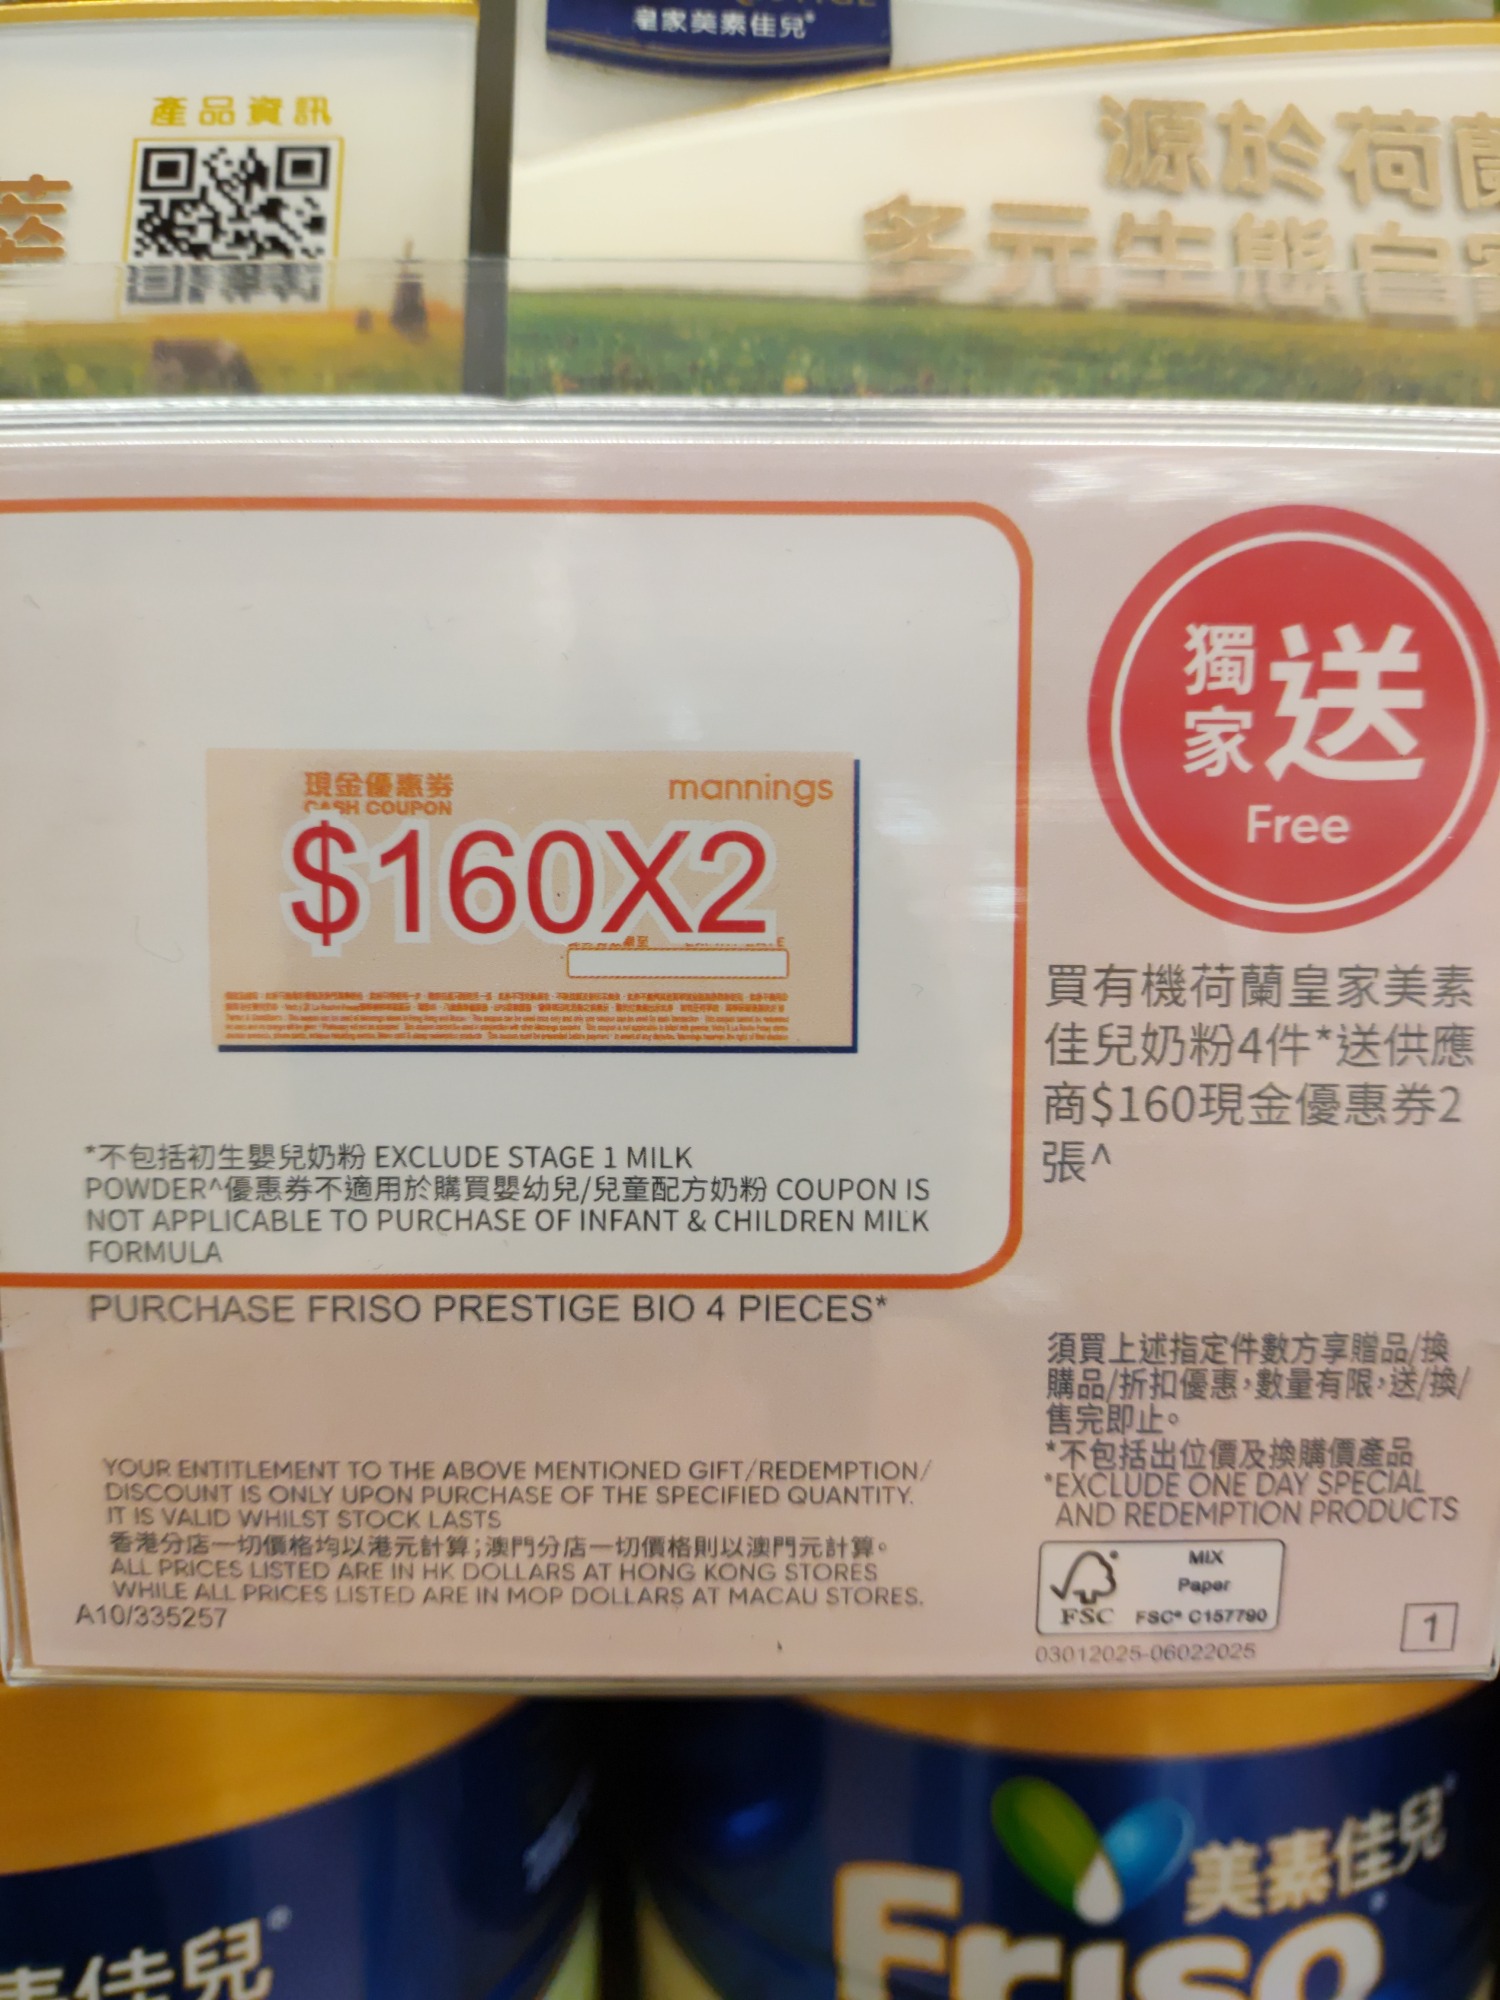 皇家美素佳兒
產品資訊
源於荷蘭
多元生態自
現金優惠券
CASH COUPON
mannings
$160X2
獨家
送
Free
買有機荷蘭皇家美素
佳兒奶粉4件*送供應
商$160現金優惠券2
張^
*不包括初生嬰兒奶粉 EXCLUDE STAGE 1 MILK
POWDER^優惠券不適用於購買嬰幼兒/兒童配方奶粉 COUPON IS
NOT APPLICABLE TO PURCHASE OF INFANT & CHILDREN MILK
FORMULA
PURCHASE FRISO PRESTIGE BIO 4 PIECES*
須買上述指定件數方享贈品/換
購品/折扣優惠，數量有限，送/換/
售完即止。
*不包括出位價及換購價產品
*EXCLUDE ONE DAY SPECIAL
AND REDEMPTION PRODUCTS
YOUR ENTITLEMENT TO THE ABOVE MENTIONED GIFT/REDEMPTION/
DISCOUNT IS ONLY UPON PURCHASE OF THE SPECIFIED QUANTITY.
IT IS VALID WHILST STOCK LASTS
香港分店一切價格均以港元計算；澳門分店一切價格則以澳門元計算。
ALL PRICES LISTED ARE IN HK DOLLARS AT HONG KONG STORES
WHILE ALL PRICES LISTED ARE IN MOP DOLLARS AT MACAU STORES.
A10/335257
MIX
Paper
FSC
FSC® C157790
03012025-06022025
1
美素佳兒
Friso
素佳兒